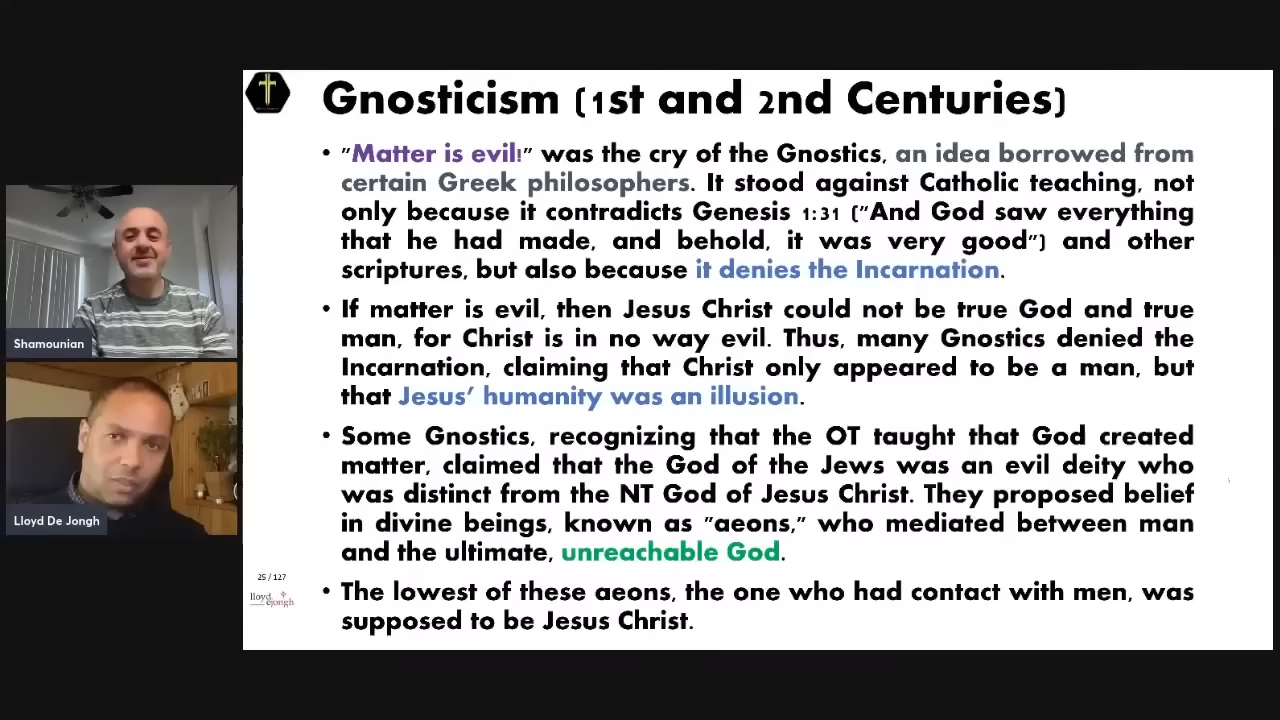 Gnosticism (1st and 2nd Centuries)
• "Matter is evil!" was the cry of the Gnostics, an idea borrowed from
certain Greek philosophers. It stood against Catholic teaching, not
only because it contradicts Genesis 1:31 ("And God saw everything
that he had made, and behold, it was very good") and other
scriptures, but also because it denies the Incarnation.
• If matter is evil, then Jesus Christ could not be true God and true
man, for Christ is in no way evil. Thus, many Gnostics denied the
Incarnation, claiming that Christ only appeared to be a man, but
that Jesus' humanity was an illusion.
• Some Gnostics, recognizing that the OT taught that God created
matter, claimed that the God of the Jews was an evil deity who
was distinct from the NT God of Jesus Christ. They proposed belief
in divine beings, known as "aeons," who mediated between man
and the ultimate, unreachable God.
• The lowest of these aeons, the one who had contact with men, was
supposed to be Jesus Christ.
Shamounian
Lloyd De Jongh
25 / 127
lloyd
dejongh